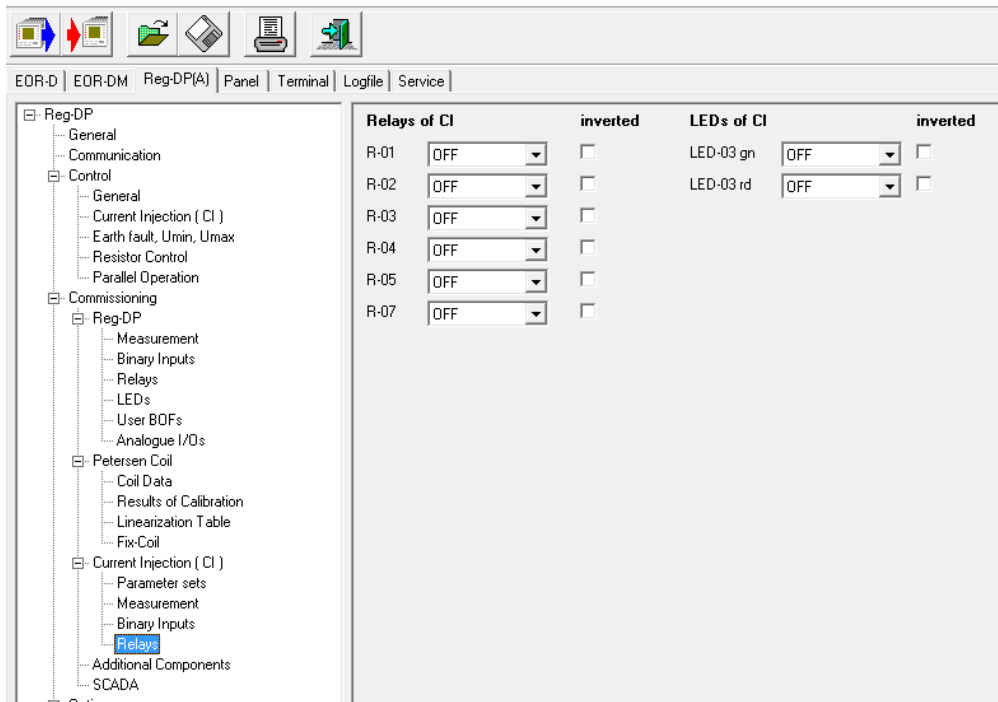 EOR-D EOR-DM Reg-DP(A) Panel Terminal Logfile Service
Reg-DP
General
Communication
Control
General
Current Injection ( CI )
Earth fault, Umin, Umax
Resistor Control
Parallel Operation
Commissioning
Reg-DP
Measurement
Binary Inputs
Relays
LEDs
User BOFs
Analogue I/Os
Petersen Coil
Coil Data
Results of Calibration
Linearization Table
Fix-Coil
Current Injection ( CI )
Parameter sets
Measurement
Binary Inputs
Relays
Additional Components
SCADA
Relays of CI inverted LEDs of CI inverted
R-01 OFF LED-03 gn OFF
R-02 OFF LED-03 rd OFF
R-03 OFF
R-04 OFF
R-05 OFF
R-07 OFF